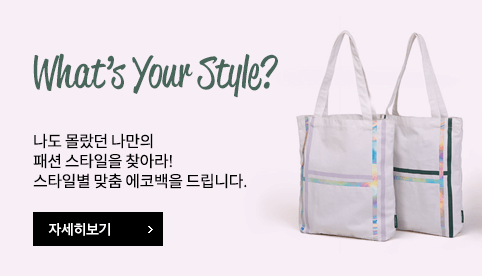 What's Your Style?
나도 몰랐던 나만의
패션 스타일을 찾아라!
스타일별 맞춤 에코백을 드립니다.
자세히보기 >